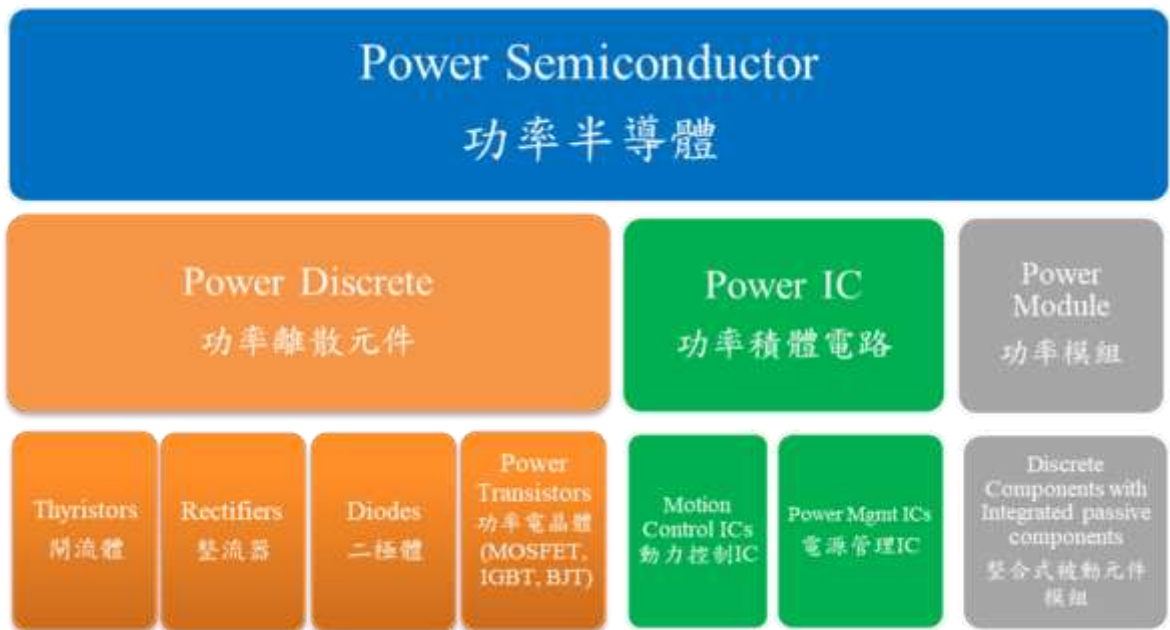 Power Semiconductor
功率半導體
Power Discrete
功率離散元件
Power IC
功率積體電路
Power
Module
功率模組
Thyristors
閘流體
Rectifiers
整流器
Diodes
二極體
Power
Transistors
功率電晶體
(MOSFET,
IGBT, BJT)
Motion
Control ICs
動力控制IC
Power Mgmt ICs
電源管理IC
Discrete
Components with
Integrated passive
components
整合式被動元件
模組